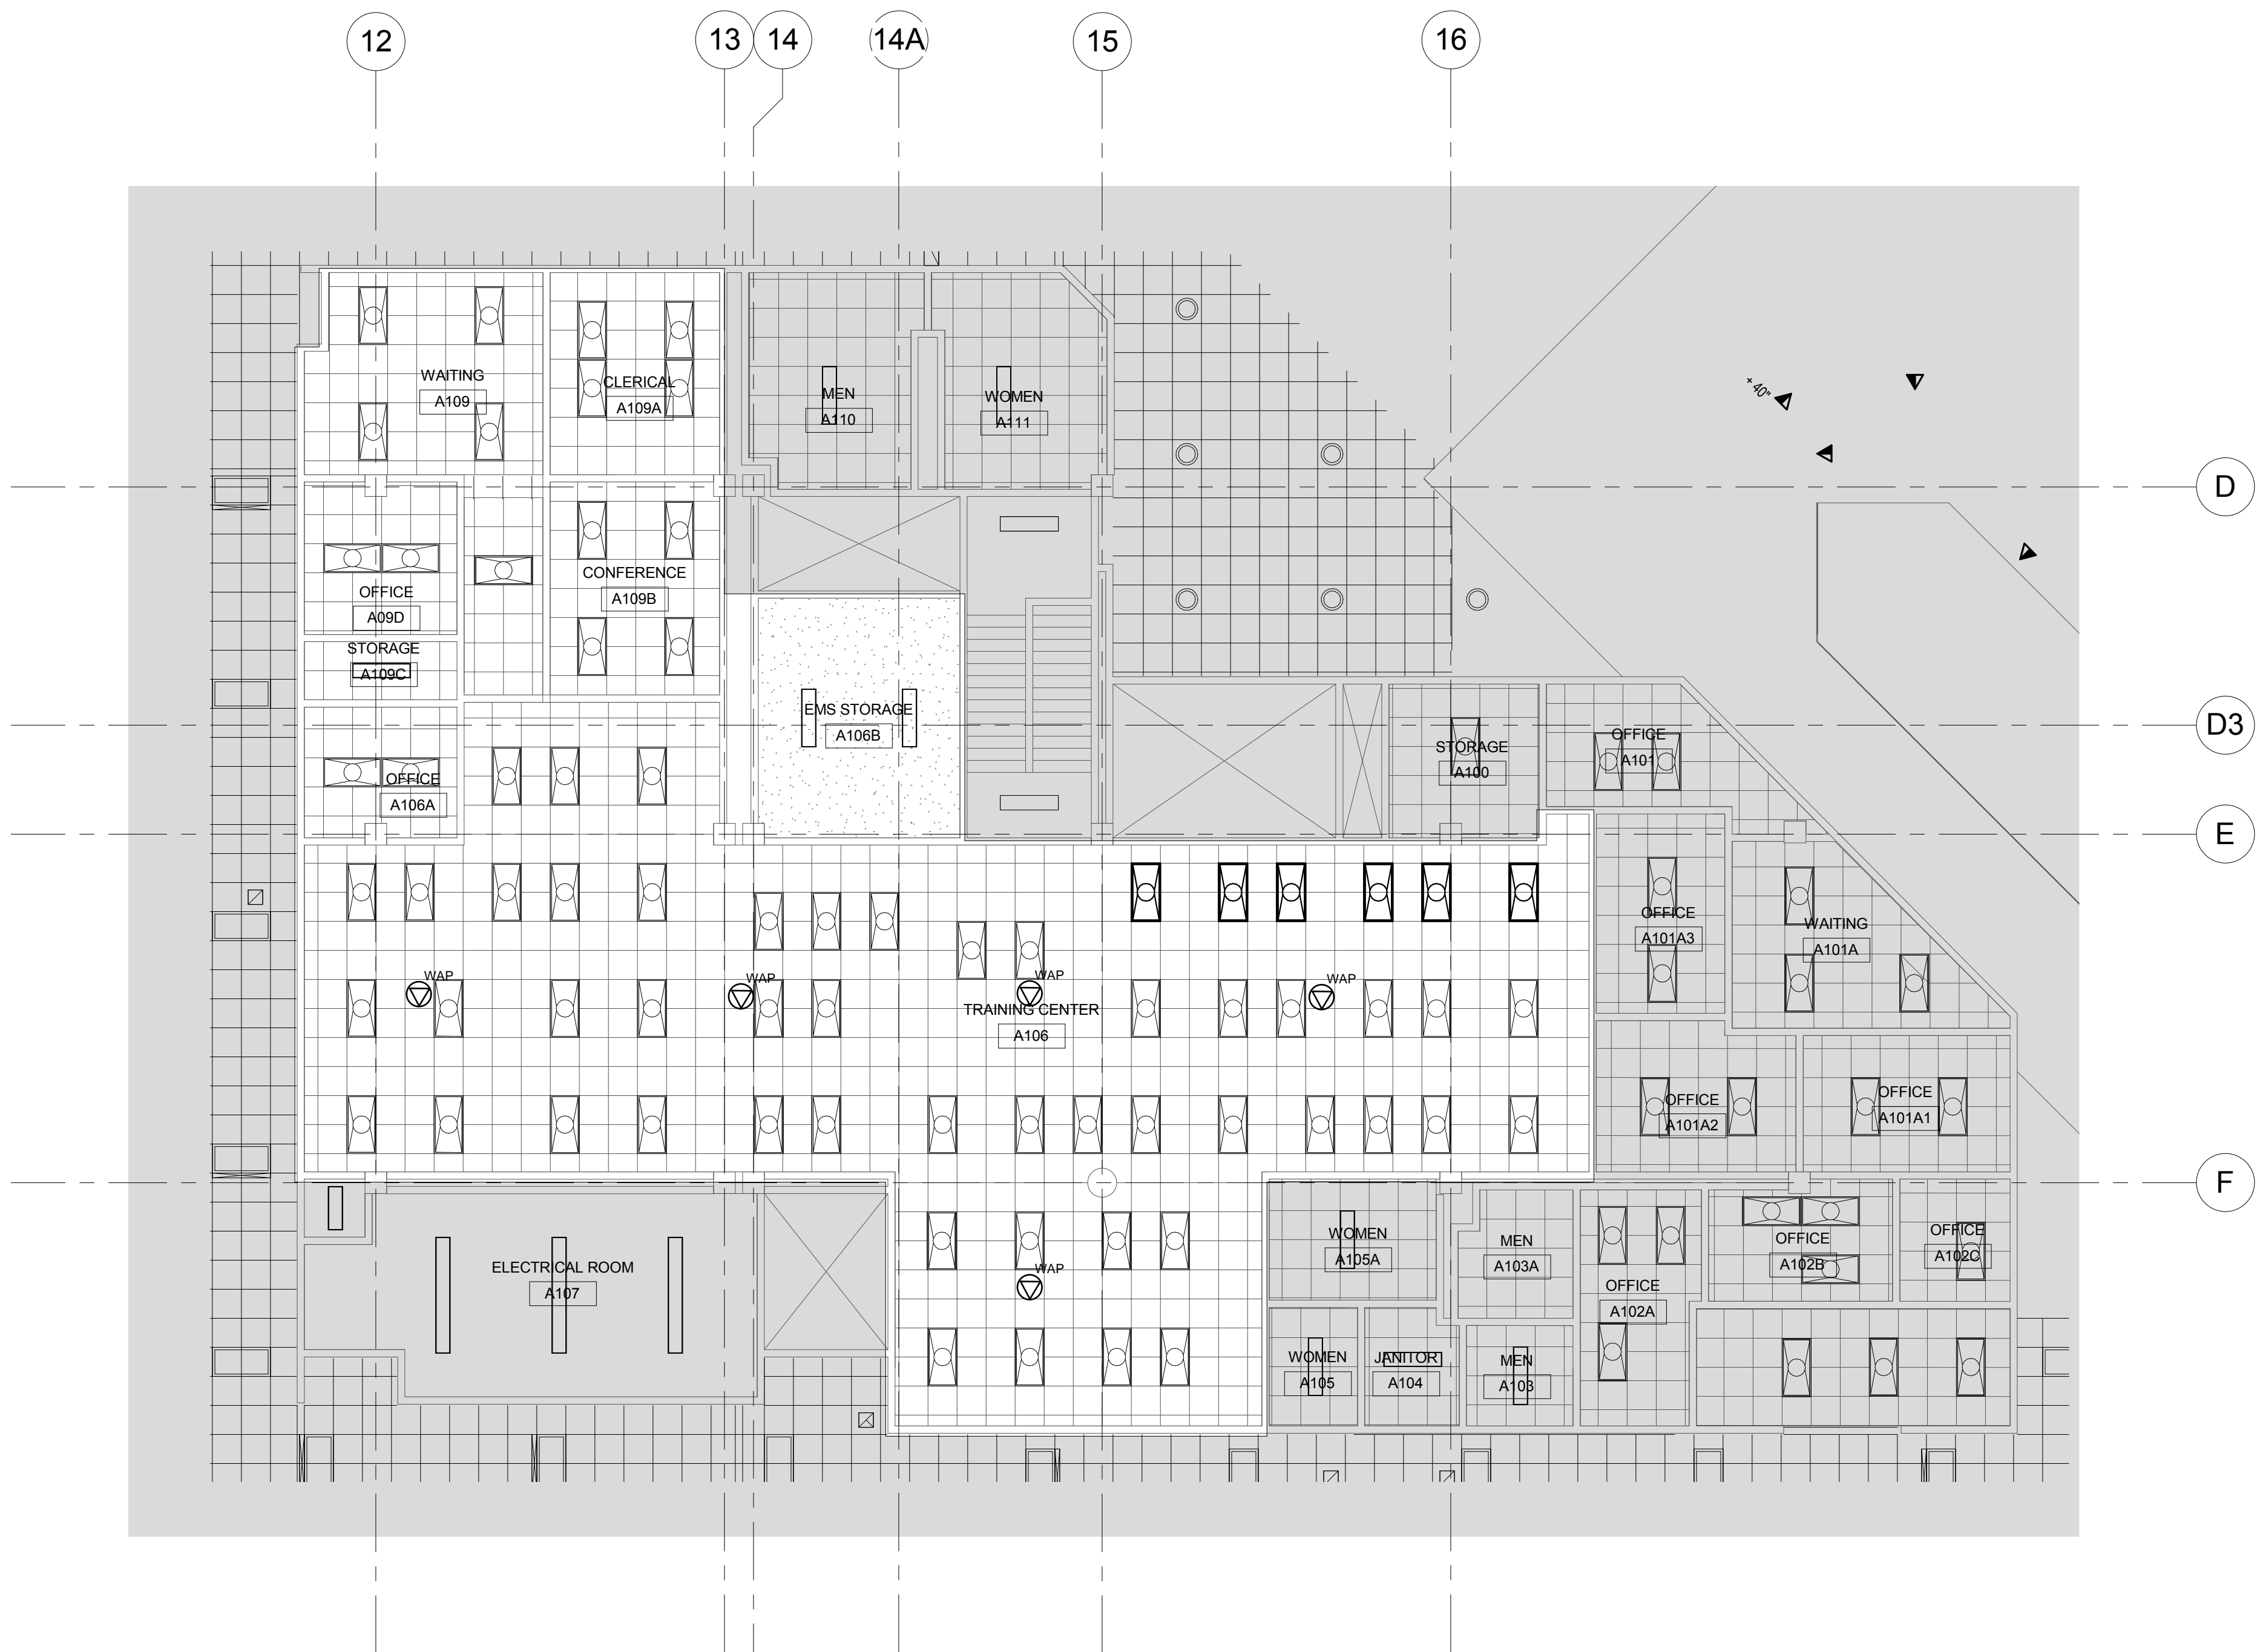 12
13
14
14A
15
16
WAITING
A109
CLERICAL
A109A
MEN
A110
WOMEN
A111
+ 40"
D
OFFICE
A09D
CONFERENCE
A109B
STORAGE
A109C
EMS STORAGE
A106B
OFFICE
A106A
STORAGE
A100
OFFICE
A101
D3
E
OFFICE
A101A3
WAITING
A101A
WAP
WAP
WAP
WAP
TRAINING CENTER
A106
OFFICE
A101A2
OFFICE
A101A1
F
ELECTRICAL ROOM
A107
WAP
WOMEN
A105A
MEN
A103A
OFFICE
A102A
OFFICE
A102B
OFFICE
A102C
WOMEN
A105
JANITOR
A104
MEN
A103